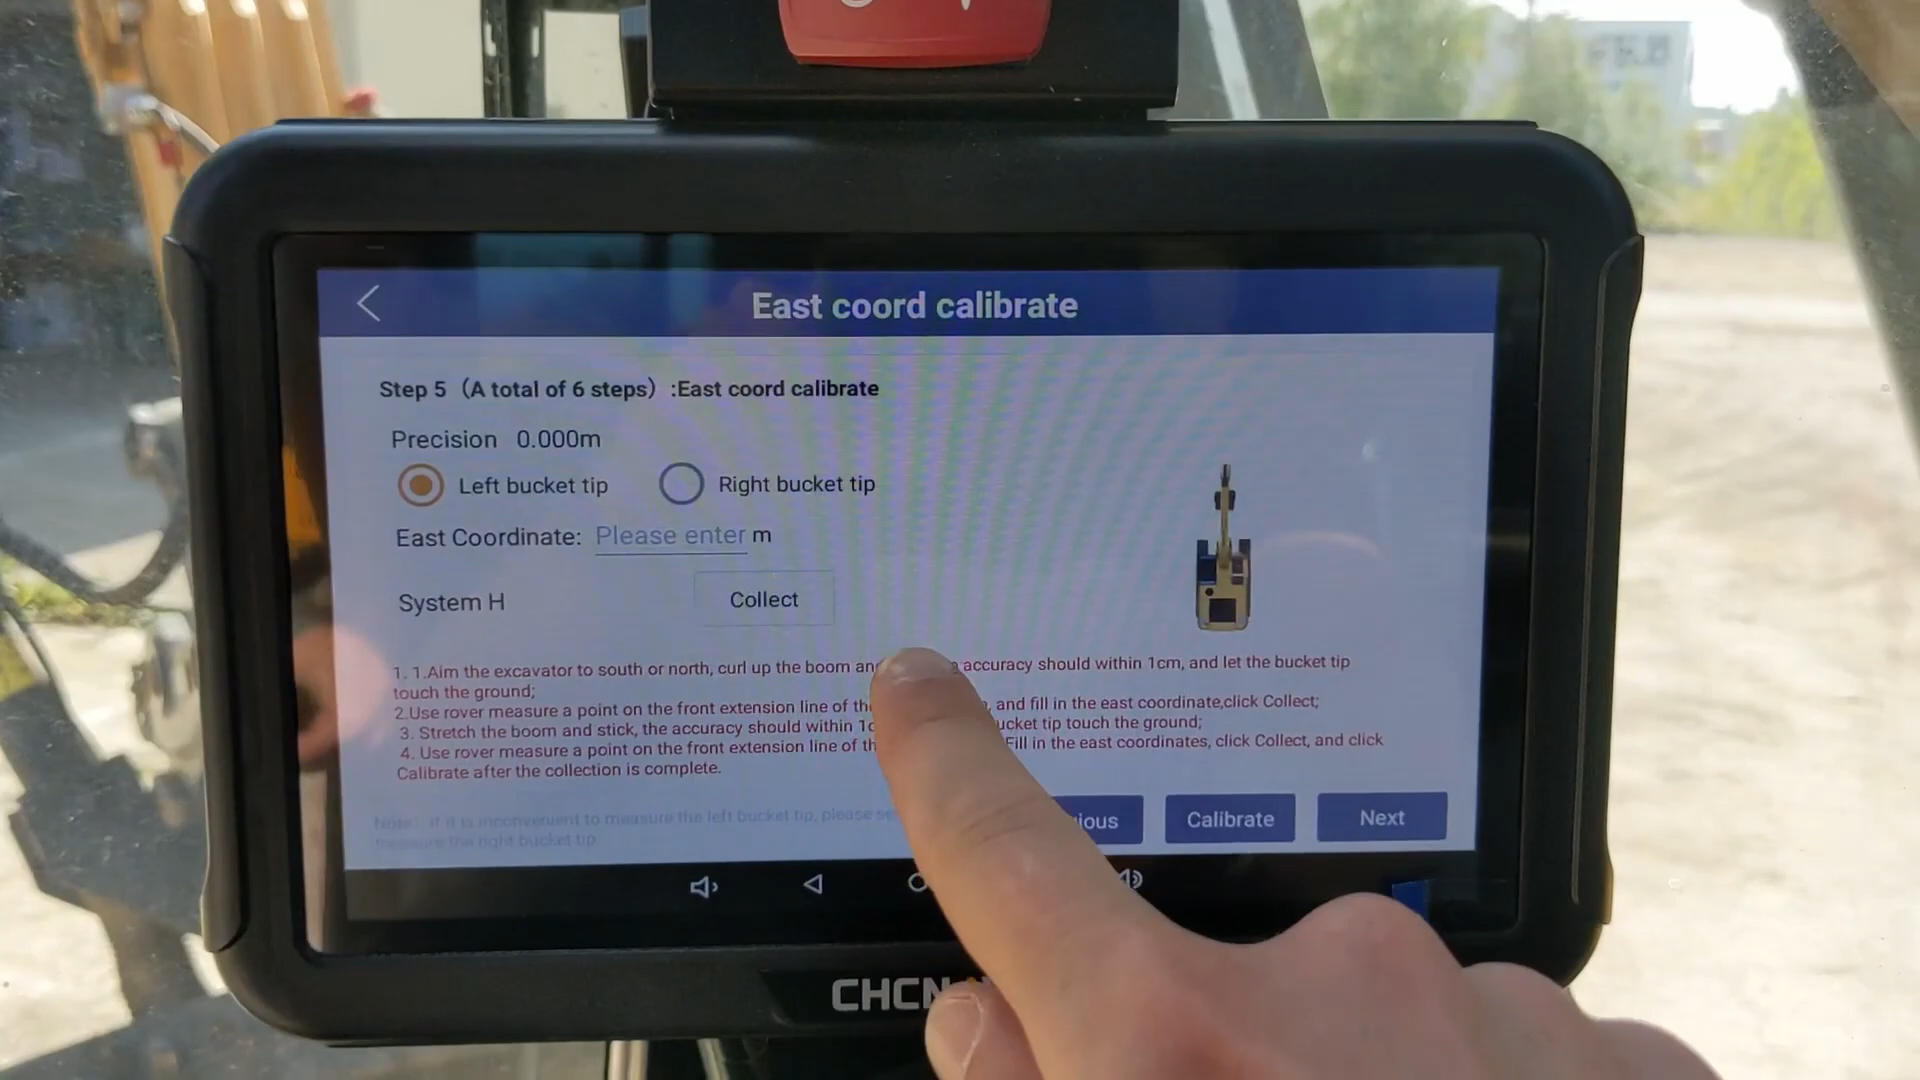 East coord calibrate
Step 5 (A total of 6 steps) :East coord calibrate
Precision 0.000m
Left bucket tip Right bucket tip
East Coordinate: Please enter m
System H Collect
1. 1.Aim the excavator to south or north, curl up the boom and accuracy should within 1cm, and let the bucket tip
touch the ground;
2.Use rover measure a point on the front extension line of the , and fill in the east coordinate,click Collect;
3. Stretch the boom and stick, the accuracy should within tip touch the ground;
4. Use rover measure a point on the front extension line of the Fill in the east coordinates, click Collect, and click
Calibrate after the collection is complete.
Note: If it is inconvenient to measure the left bucket tip, please
measure the right bucket tip
Calibrate Next
CHCN